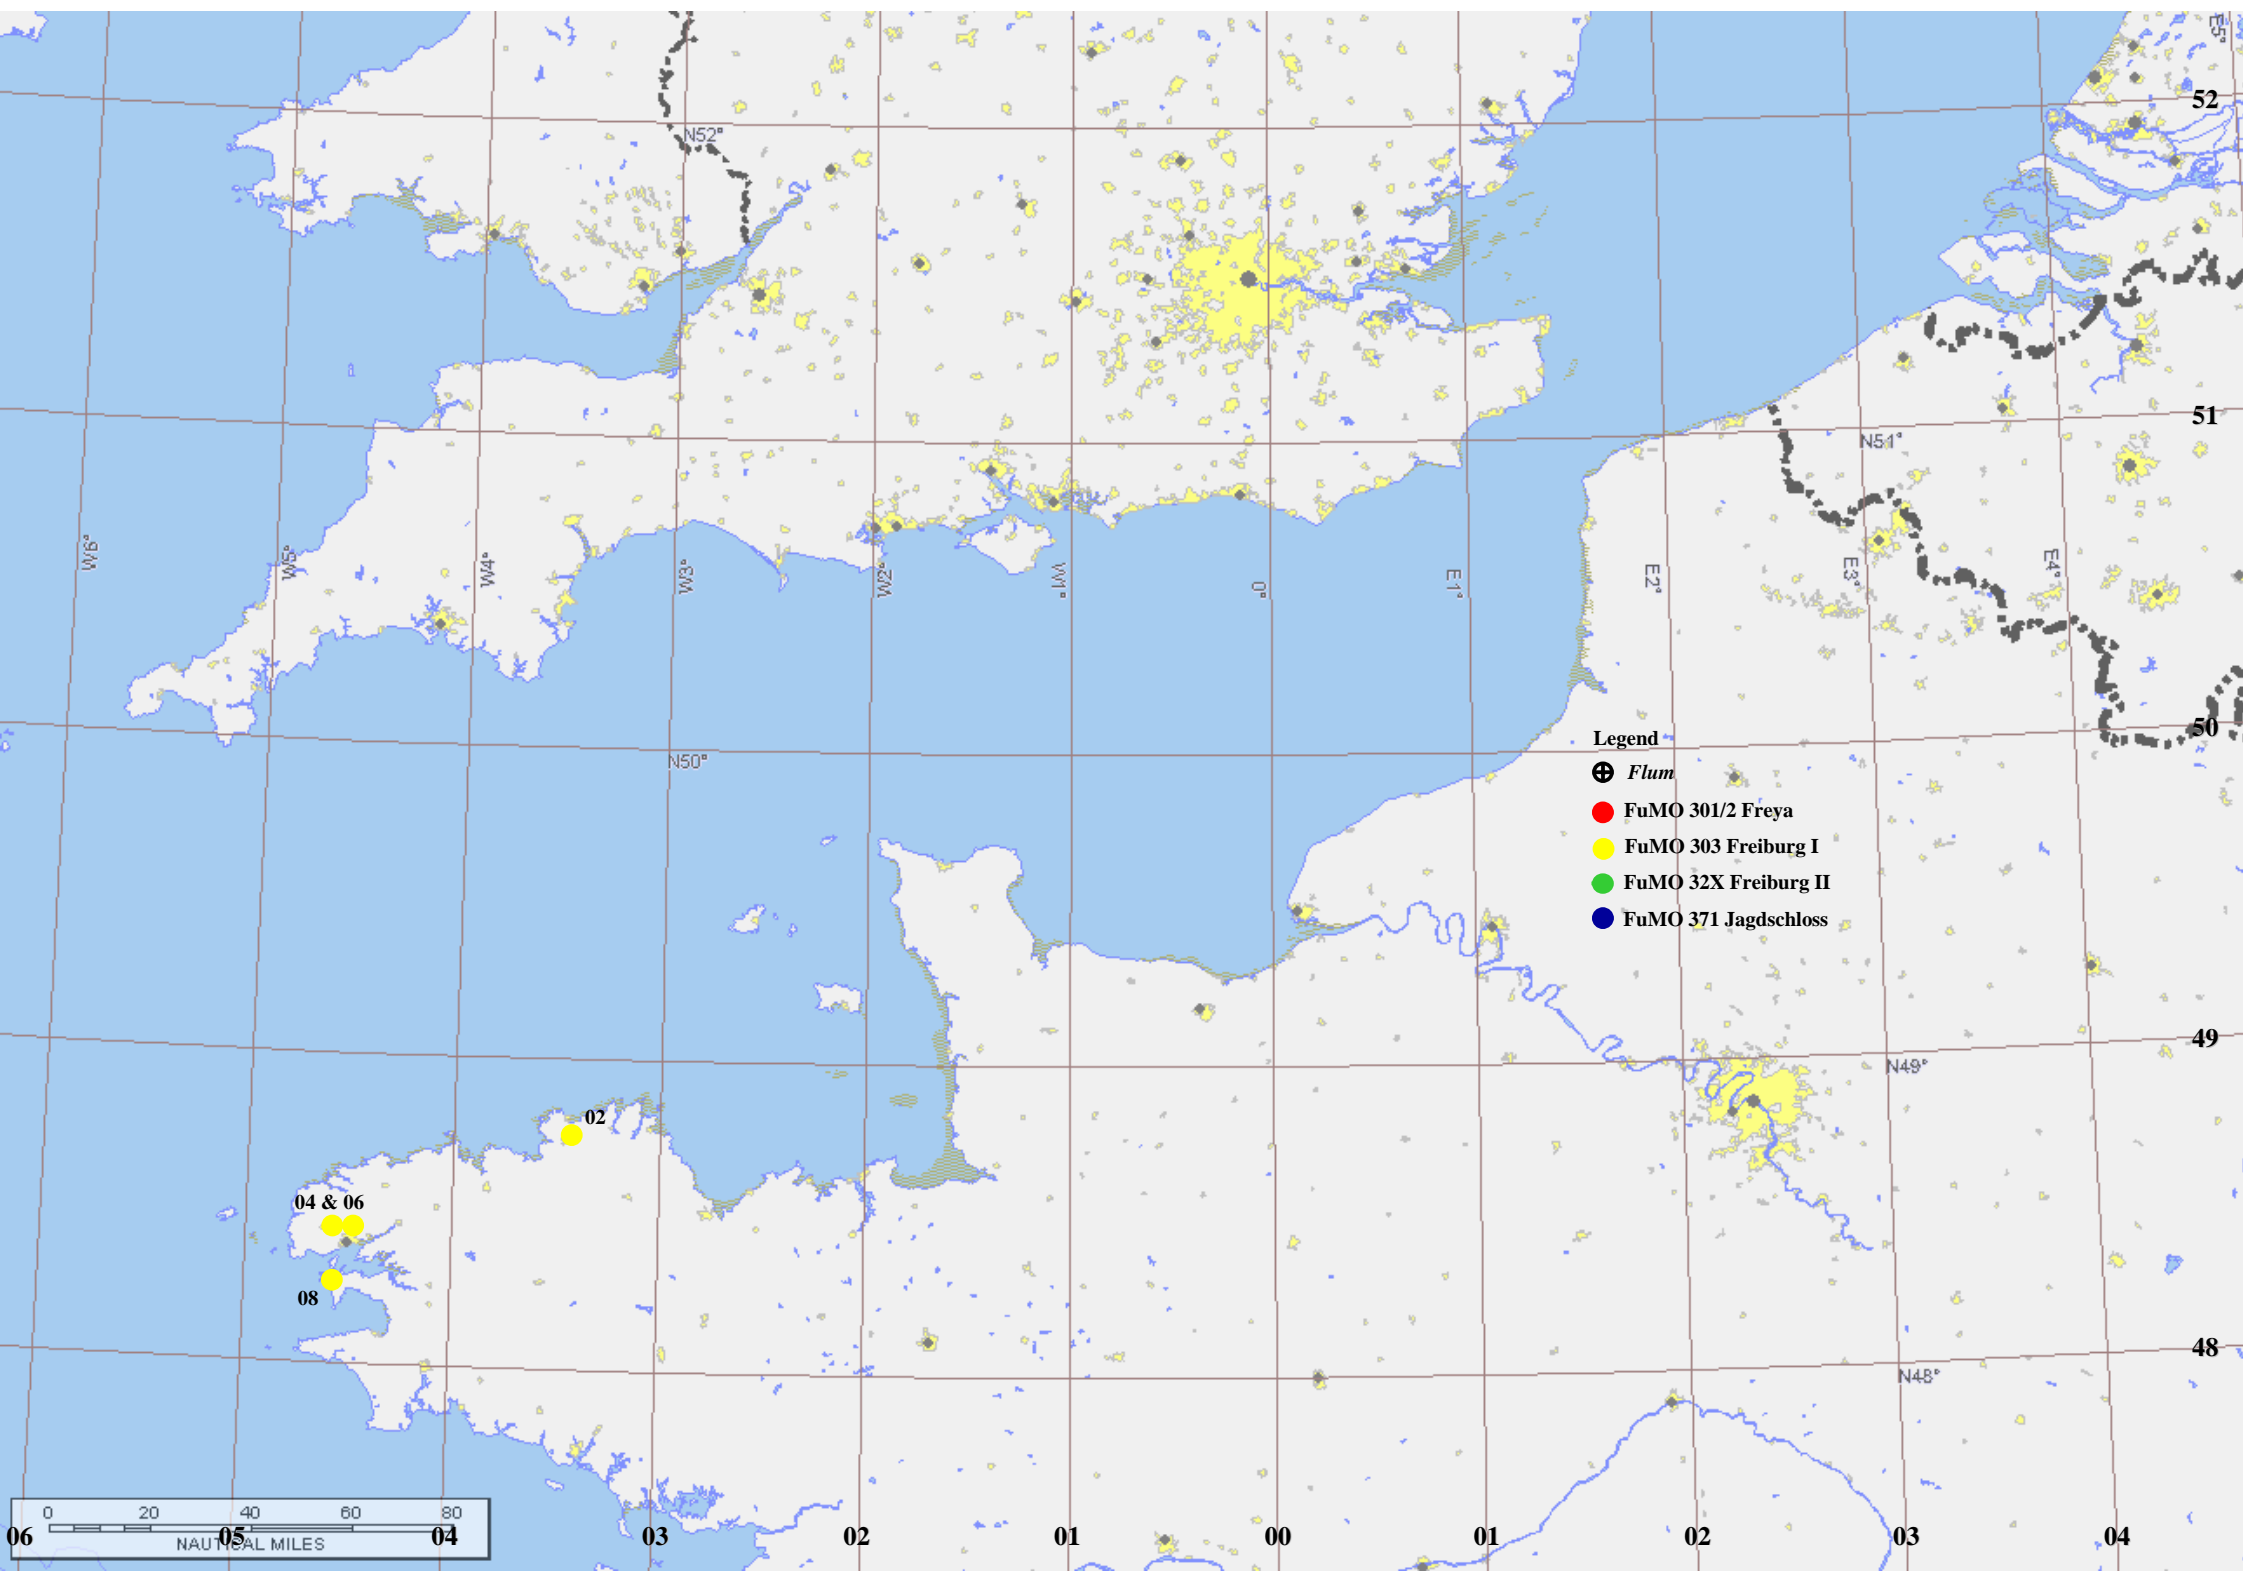 E5°
52
N52°
51
N51°
W6°
W5°
W4°
W3°
W2°
W1°
0°
E1°
E2°
E3°
E4°
50
N50°
Legend
Flum
FuMO 301/2 Freya
FuMO 303 Freiburg I
FuMO 32X Freiburg II
FuMO 371 Jagdschloss
49
N49°
02
04 & 06
08
48
N48°
0 20 40 60 80
NAUTICAL MILES
06 05 04 03 02 01 00 01 02 03 04